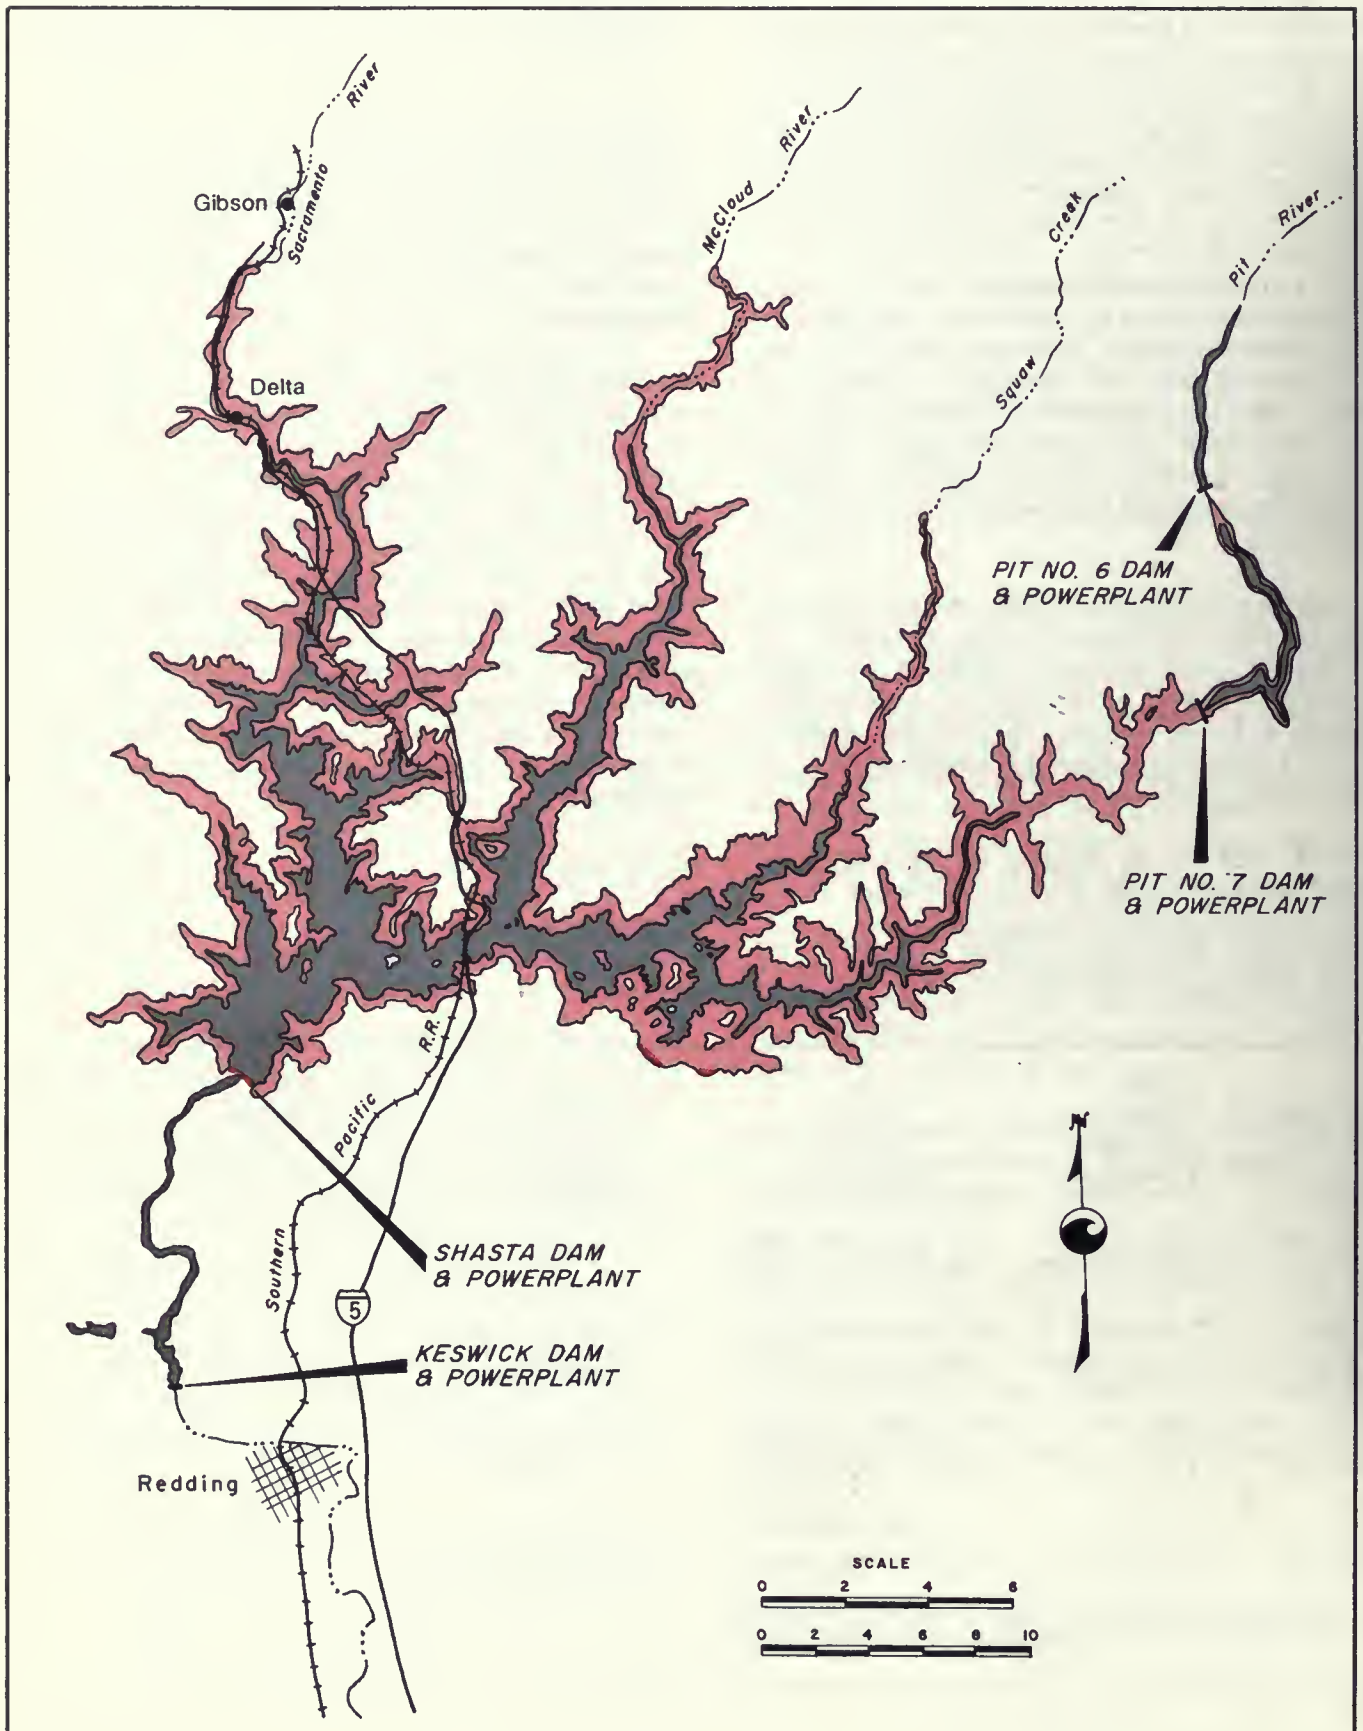 River
Sacramento
Gibson
Delta
McCloud River
Squaw Creek
Pit River
PIT NO. 6 DAM
& POWERPLANT
PIT NO. 7 DAM
& POWERPLANT
Southern Pacific R.R.
N
SHASTA DAM
& POWERPLANT
5
KESWICK DAM
& POWERPLANT
Redding
SCALE
0 2 4 6
0 2 4 6 8 10